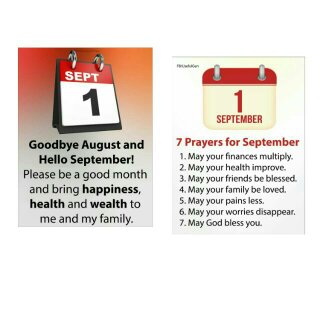 SEPT
1
Goodbye August and
Hello September!
Please be a good month
and bring happiness,
health and wealth to
me and my family.
1
SEPTEMBER
7 Prayers for September
1. May your finances multiply.
2. May your health improve.
3. May your friends be blessed.
4. May your family be loved.
5. May your pains less.
6. May your worries disappear.
7. May God bless you.